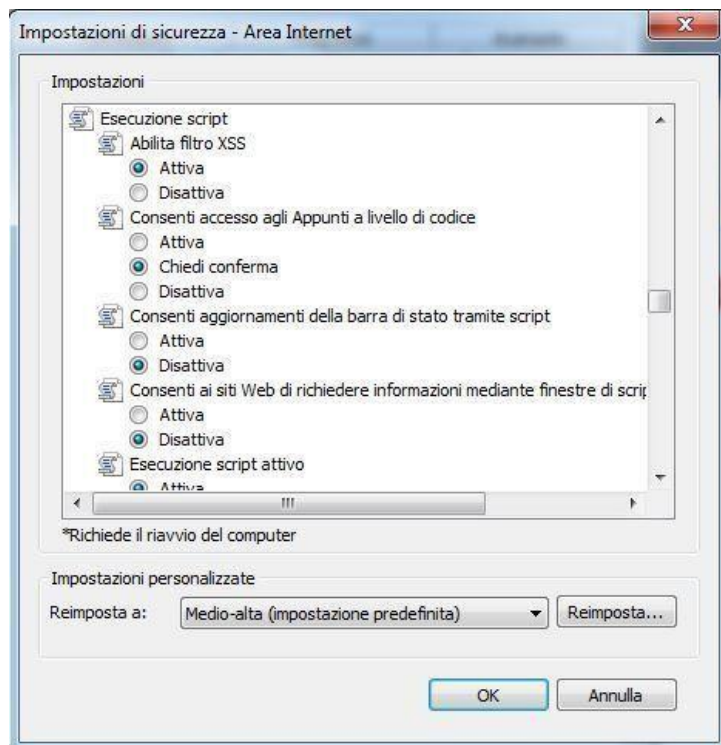 Impostazioni di sicurezza - Area Internet
Impostazioni
Esecuzione script
Abilita filtro XSS
Attiva
Disattiva
Consenti accesso agli Appunti a livello di codice
Attiva
Chiedi conferma
Disattiva
Consenti aggiornamenti della barra di stato tramite script
Attiva
Disattiva
Consenti ai siti Web di richiedere informazioni mediante finestre di scrip
Attiva
Disattiva
Esecuzione script attivo
Attiva
*Richiede il riavvio del computer
Impostazioni personalizzate
Reimposta a: Medio-alta (impostazione predefinita) Reimposta...
OK Annulla